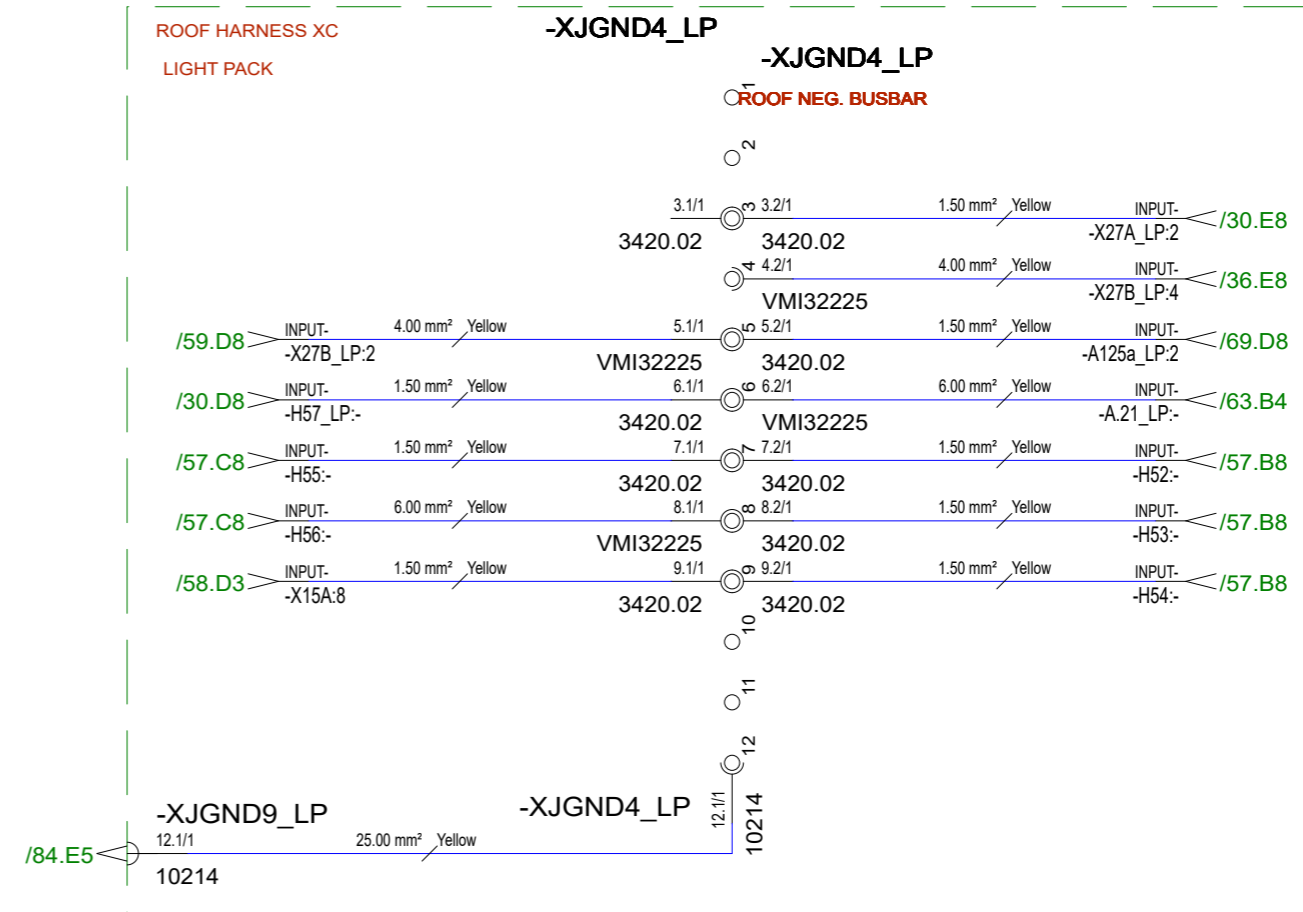 ROOF HARNESS XC
-XJGND4_LP
LIGHT PACK
-XJGND4_LP
1
ROOF NEG. BUSBAR
2
3.1/1 3 3.2/1 1.50 mm² Yellow INPUT- /30.E8
3420.02 3420.02 -X27A_LP:2
4 4.2/1 4.00 mm² Yellow INPUT- /36.E8
VMI32225 -X27B_LP:4
/59.D8 INPUT- 4.00 mm² Yellow 5.1/1 5 5.2/1 1.50 mm² Yellow INPUT- /69.D8
-X27B_LP:2 VMI32225 3420.02 -A125a_LP:2
/30.D8 INPUT- 1.50 mm² Yellow 6.1/1 6 6.2/1 6.00 mm² Yellow INPUT- /63.B4
-H57_LP:- 3420.02 VMI32225 -A.21_LP:-
/57.C8 INPUT- 1.50 mm² Yellow 7.1/1 7 7.2/1 1.50 mm² Yellow INPUT- /57.B8
-H55:- 3420.02 3420.02 -H52:-
/57.C8 INPUT- 6.00 mm² Yellow 8.1/1 8 8.2/1 1.50 mm² Yellow INPUT- /57.B8
-H56:- VMI32225 3420.02 -H53:-
/58.D3 INPUT- 1.50 mm² Yellow 9.1/1 9 9.2/1 1.50 mm² Yellow INPUT- /57.B8
-X15A:8 3420.02 3420.02 -H54:-
10
11
12
-XJGND9_LP -XJGND4_LP 12.1/1 10214
/84.E5 12.1/1 25.00 mm² Yellow
10214